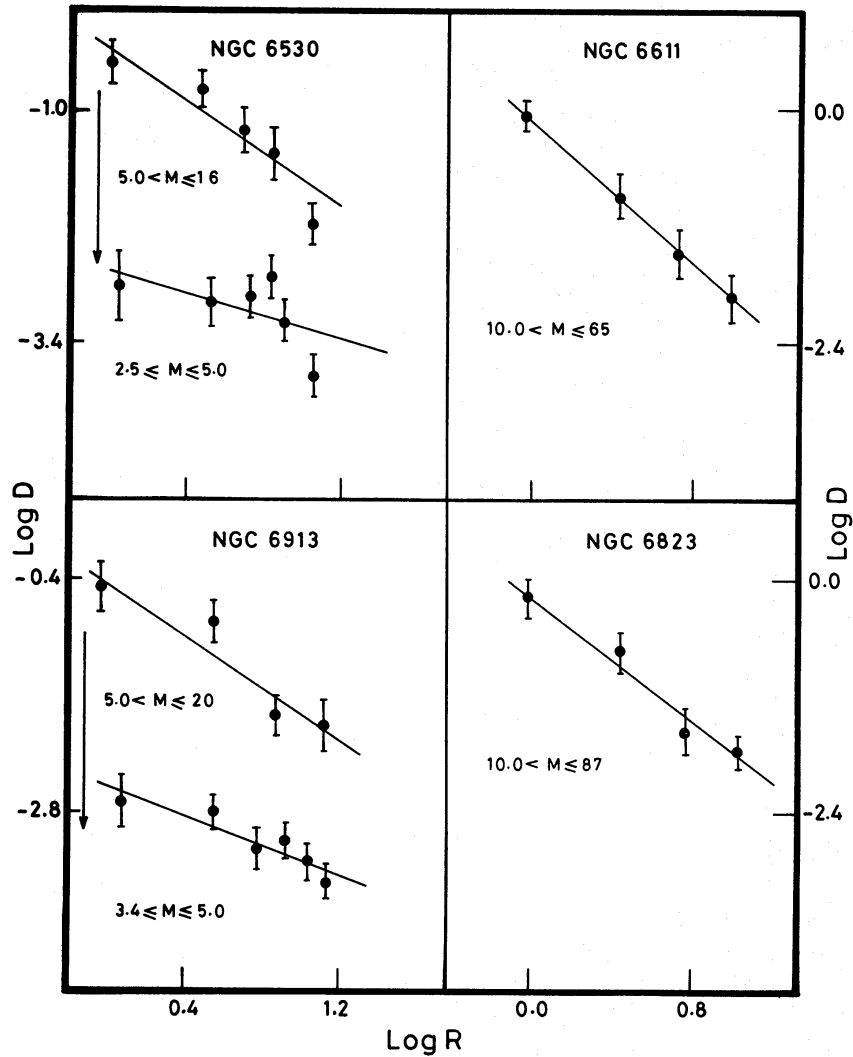 NGC 6530
-1.0
5.0 < M ≤ 16
-3.4
2.5 ≤ M ≤ 5.0
NGC 6611
0.0
10.0 < M ≤ 65
-2.4
Log D
Log D
NGC 6913
-0.4
5.0 < M ≤ 20
-2.8
3.4 ≤ M ≤ 5.0
NGC 6823
0.0
10.0 < M ≤ 87
-2.4
0.4 1.2 0.0 0.8
Log R